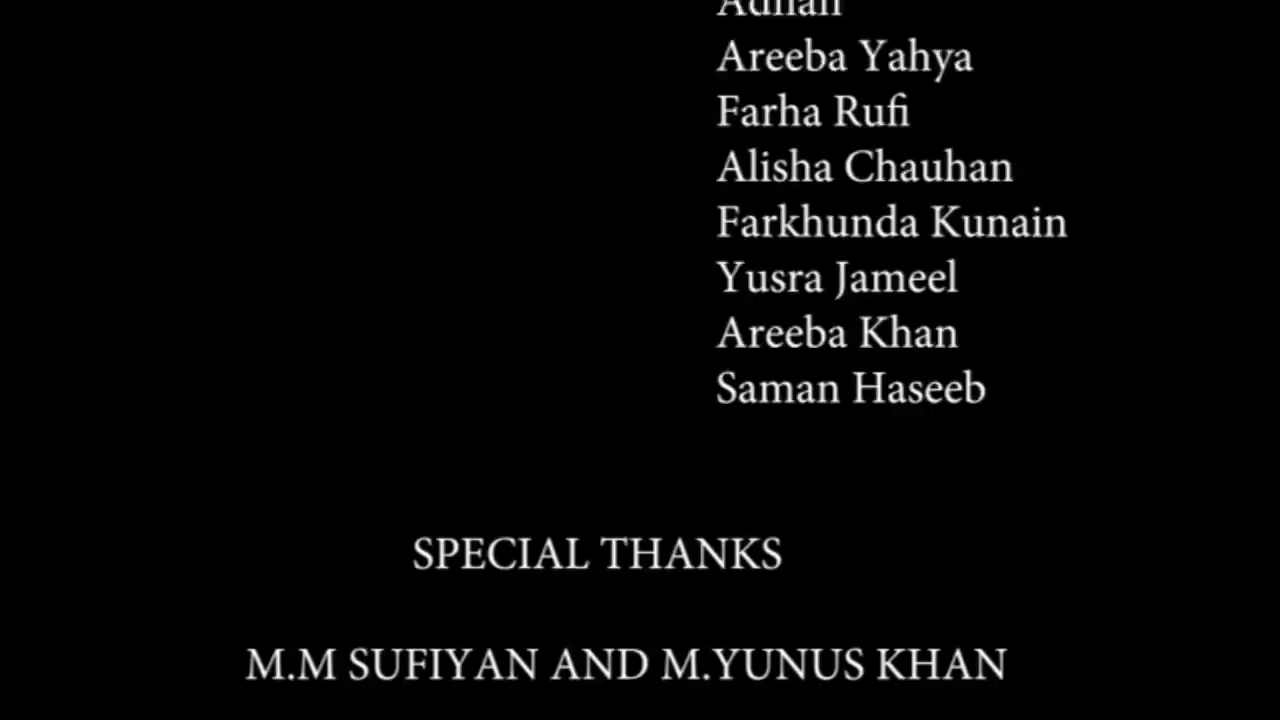 Adnan
Areeba Yahya
Farha Rufi
Alisha Chauhan
Farkhunda Kunain
Yusra Jameel
Areeba Khan
Saman Haseeb
SPECIAL THANKS
M.M SUFIYAN AND M.YUNUS KHAN